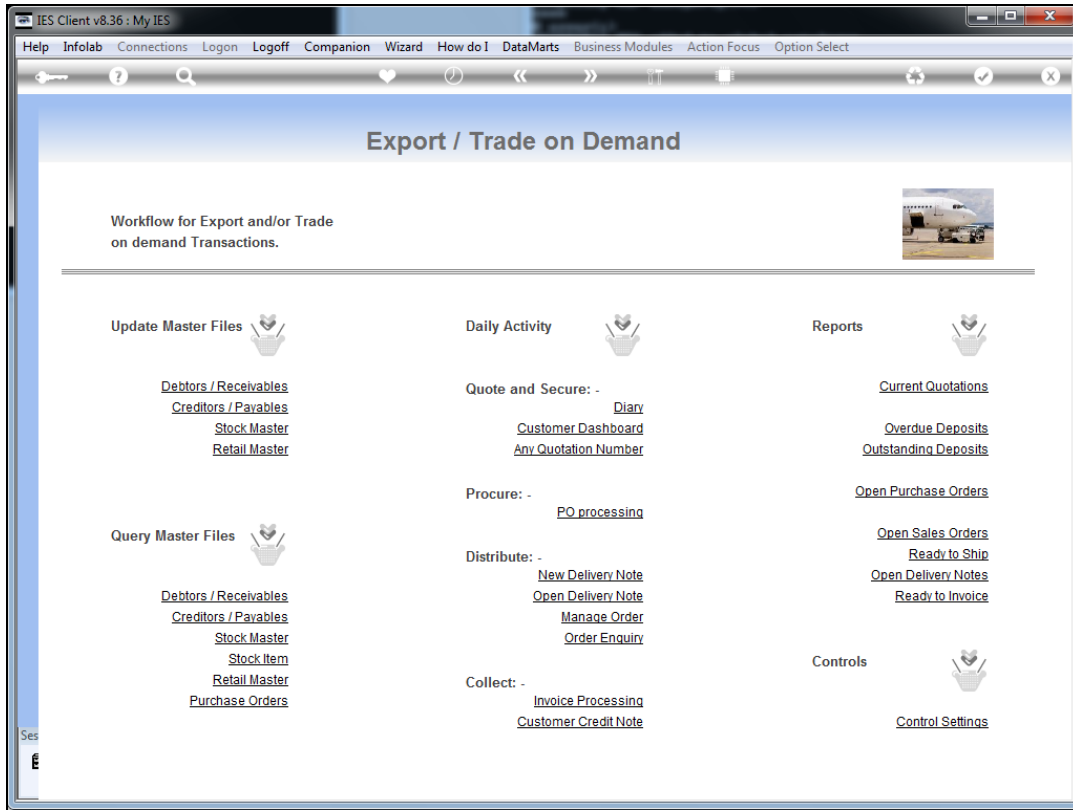 IES Client v8.36 : My IES
Help Infolab Connections Logon Logoff Companion Wizard How do I DataMarts Business Modules Action Focus Option Select
Export / Trade on Demand
Workflow for Export and/or Trade
on demand Transactions.
Update Master Files
Debtors / Receivables
Creditors / Payables
Stock Master
Retail Master
Query Master Files
Debtors / Receivables
Creditors / Payables
Stock Master
Stock Item
Retail Master
Purchase Orders
Daily Activity
Quote and Secure: -
Diary
Customer Dashboard
Any Quotation Number
Procure: -
PO processing
Distribute: -
New Delivery Note
Open Delivery Note
Manage Order
Order Enquiry
Collect: -
Invoice Processing
Customer Credit Note
Reports
Current Quotations
Overdue Deposits
Outstanding Deposits
Open Purchase Orders
Open Sales Orders
Ready to Ship
Open Delivery Notes
Ready to Invoice
Controls
Control Settings
Ses